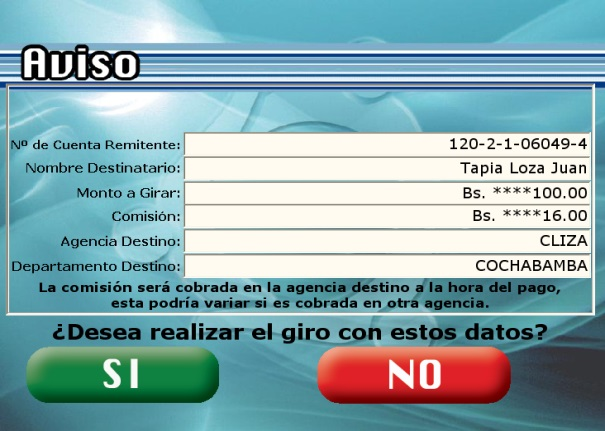 Aviso
Nº de Cuenta Remitente: 120-2-1-06049-4
Nombre Destinatario: Tapia Loza Juan
Monto a Girar: Bs. ****100.00
Comisión: Bs. ****16.00
Agencia Destino: CLIZA
Departamento Destino: COCHABAMBA
La comisión será cobrada en la agencia destino a la hora del pago,
esta podría variar si es cobrada en otra agencia.
¿Desea realizar el giro con estos datos?
SI NO